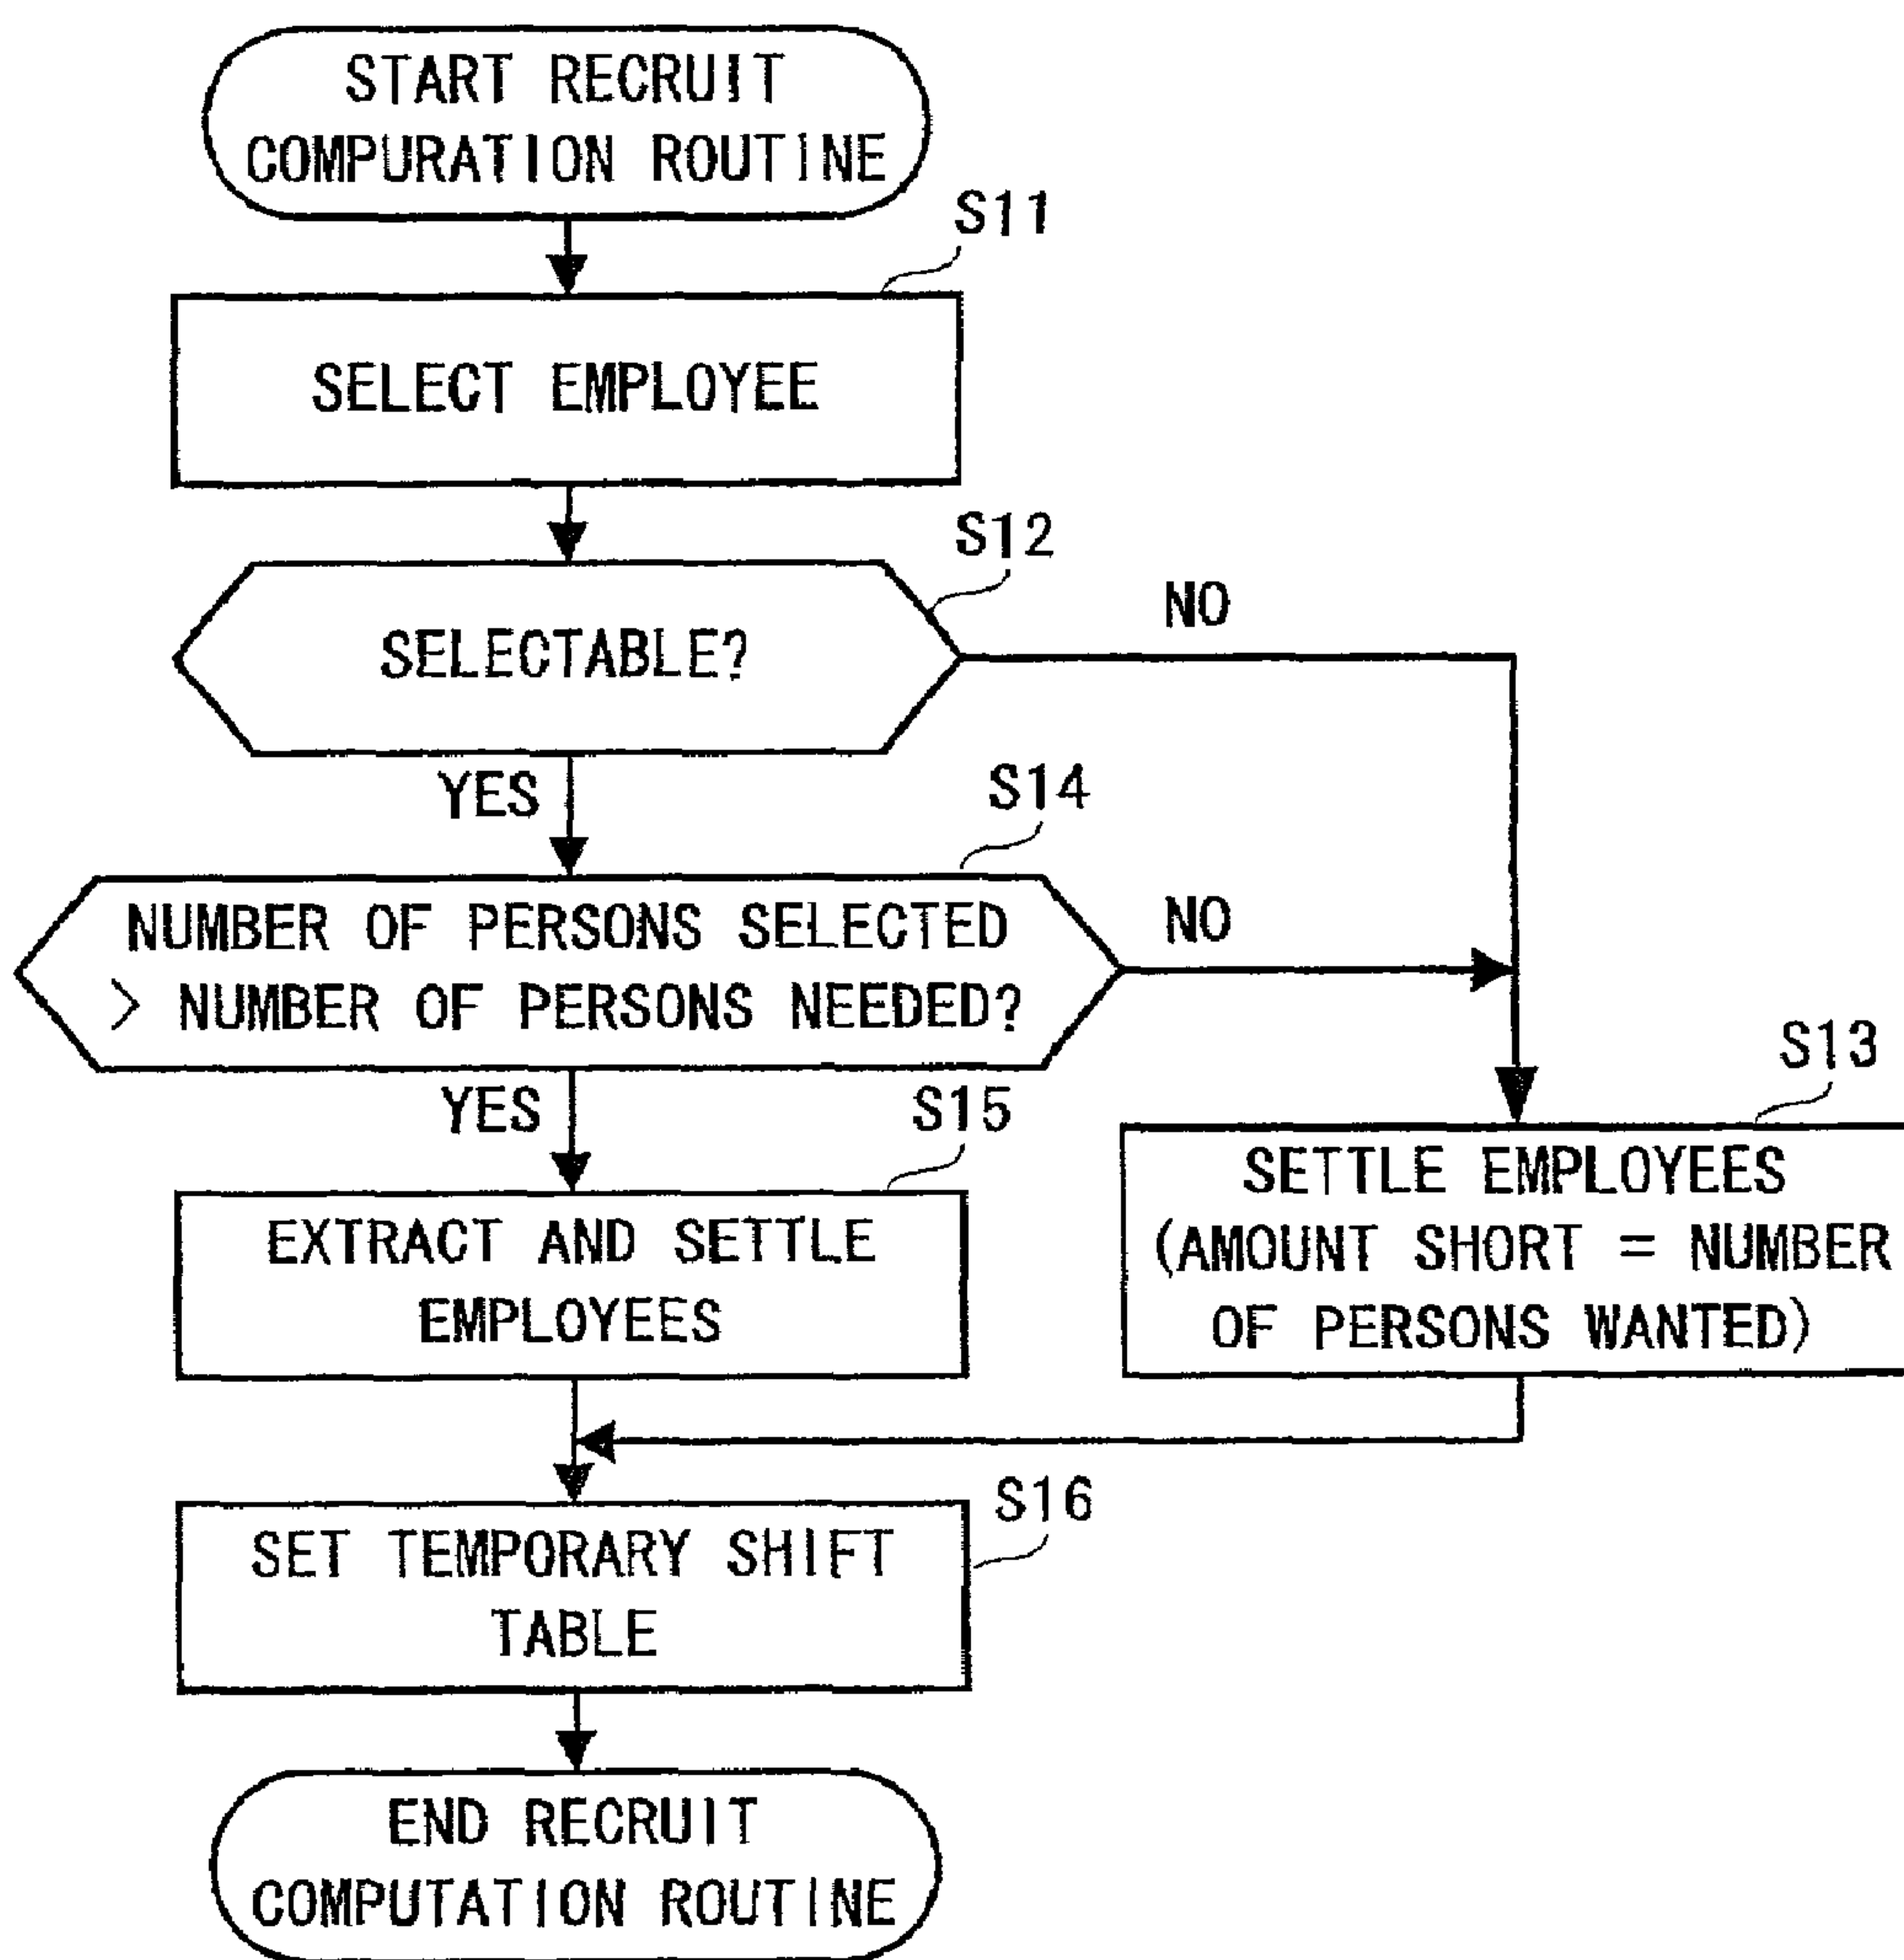 START RECRUIT
COMPURATION ROUTINE
S11
SELECT EMPLOYEE
S12
SELECTABLE?
NO
YES
S14
NUMBER OF PERSONS SELECTED
> NUMBER OF PERSONS NEEDED?
NO
YES
S15
EXTRACT AND SETTLE
EMPLOYEES
S13
SETTLE EMPLOYEES
(AMOUNT SHORT = NUMBER
OF PERSONS WANTED)
S16
SET TEMPORARY SHIFT
TABLE
END RECRUIT
COMPUTATION ROUTINE